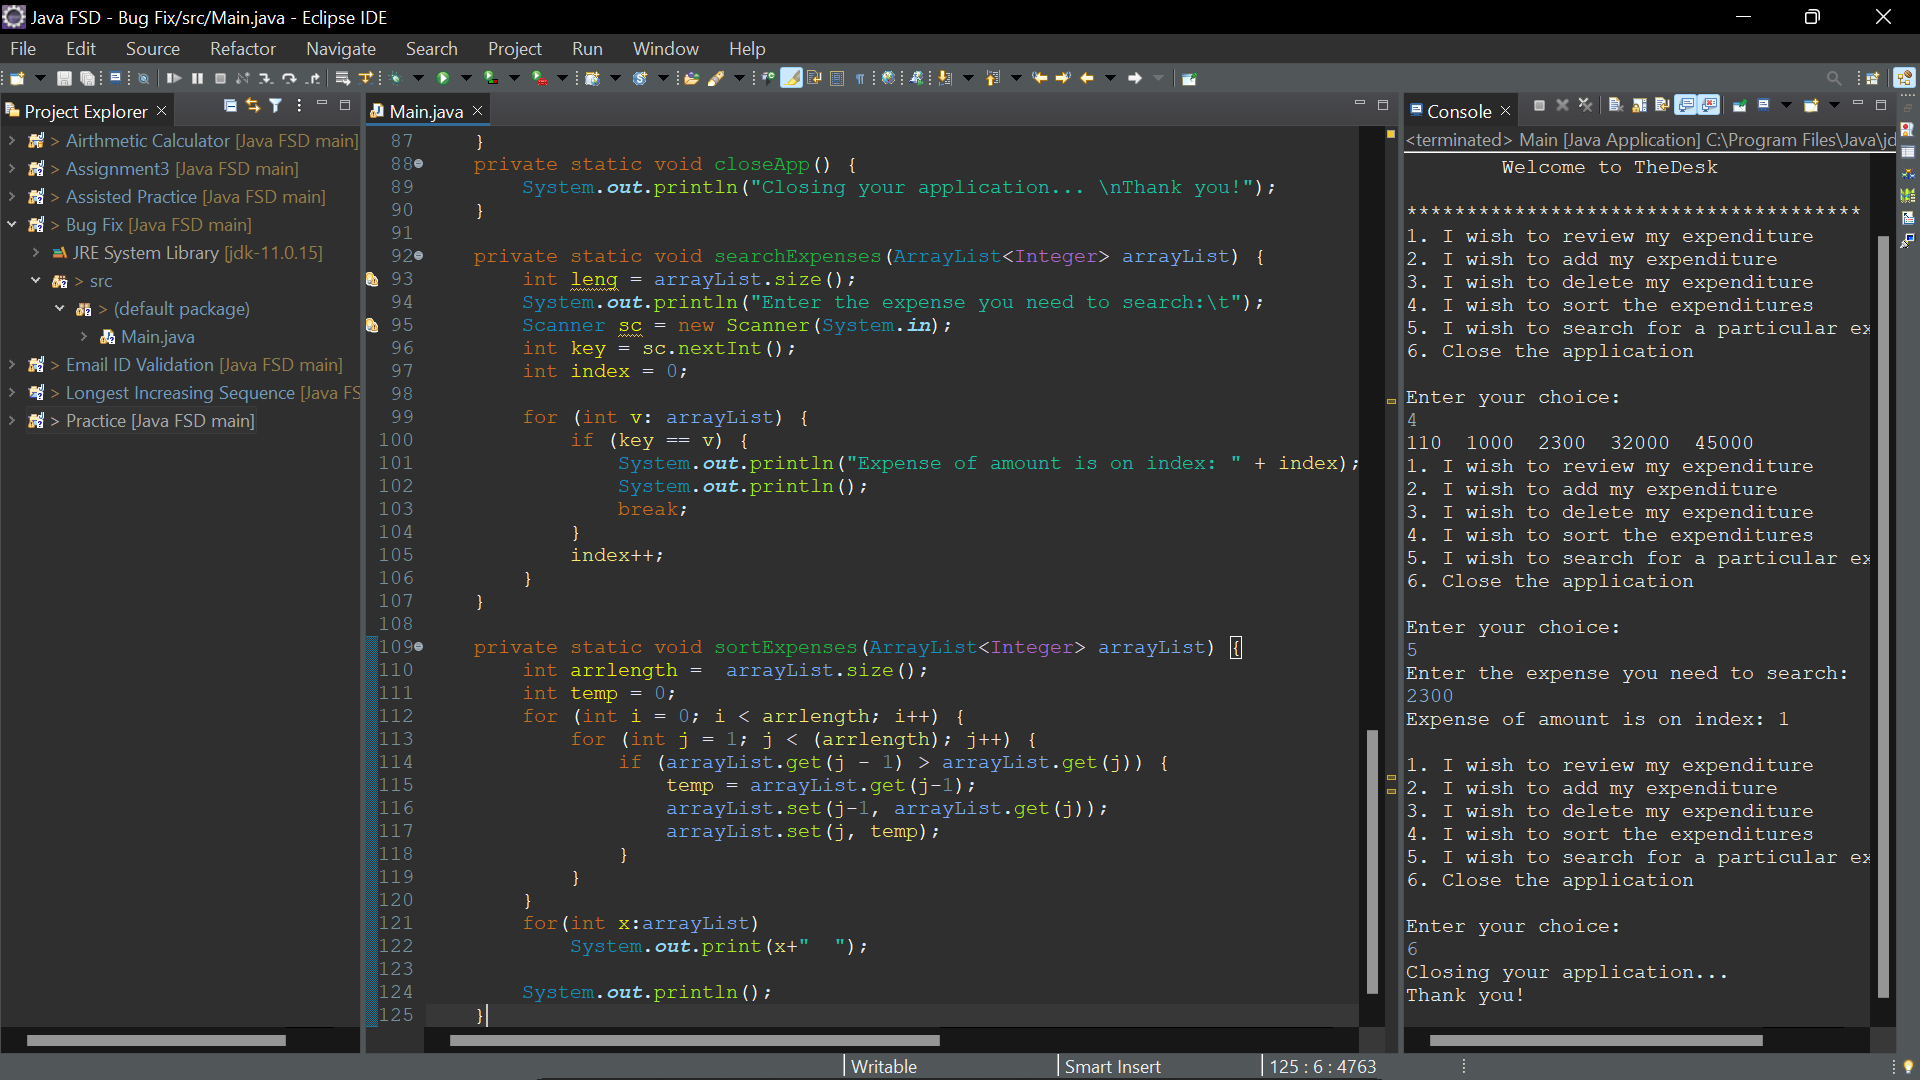 Java FSD - Bug Fix/src/Main.java - Eclipse IDE
File Edit Source Refactor Navigate Search Project Run Window Help
Project Explorer
> Airthmetic Calculator [Java FSD main]
> Assignment3 [Java FSD main]
> Assisted Practice [Java FSD main]
> Bug Fix [Java FSD main]
JRE System Library [jdk-11.0.15]
> src
> (default package)
Main.java
> Email ID Validation [Java FSD main]
> Longest Increasing Sequence [Java FS
> Practice [Java FSD main]
Main.java
87 }
88 private static void closeApp() {
89 System.out.println("Closing your application... \nThank you!");
90 }
91
92 private static void searchExpenses(ArrayList<Integer> arrayList) {
93 int leng = arrayList.size();
94 System.out.println("Enter the expense you need to search:\t");
95 Scanner sc = new Scanner(System.in);
96 int key = sc.nextInt();
97 int index = 0;
98
99 for (int v: arrayList) {
100 if (key == v) {
101 System.out.println("Expense of amount is on index: " + index);
102 System.out.println();
103 break;
104 }
105 index++;
106 }
107 }
108
109 private static void sortExpenses(ArrayList<Integer> arrayList) {
110 int arrlength =  arrayList.size();
111 int temp = 0;
112 for (int i = 0; i < arrlength; i++) {
113 for (int j = 1; j < (arrlength); j++) {
114 if (arrayList.get(j - 1) > arrayList.get(j)) {
115 temp = arrayList.get(j-1);
116 arrayList.set(j-1, arrayList.get(j));
117 arrayList.set(j, temp);
118 }
119 }
120 }
121 for(int x:arrayList)
122 System.out.print(x+"  ");
123
124 System.out.println();
125 }
Console
<terminated> Main [Java Application] C:\Program Files\Java\jd
Welcome to TheDesk
**************************************
1. I wish to review my expenditure
2. I wish to add my expenditure
3. I wish to delete my expenditure
4. I wish to sort the expenditures
5. I wish to search for a particular ex
6. Close the application
Enter your choice:
4
110  1000  2300  32000  45000
1. I wish to review my expenditure
2. I wish to add my expenditure
3. I wish to delete my expenditure
4. I wish to sort the expenditures
5. I wish to search for a particular ex
6. Close the application
Enter your choice:
5
Enter the expense you need to search:
2300
Expense of amount is on index: 1
1. I wish to review my expenditure
2. I wish to add my expenditure
3. I wish to delete my expenditure
4. I wish to sort the expenditures
5. I wish to search for a particular ex
6. Close the application
Enter your choice:
6
Closing your application...
Thank you!
Writable Smart Insert 125 : 6 : 4763